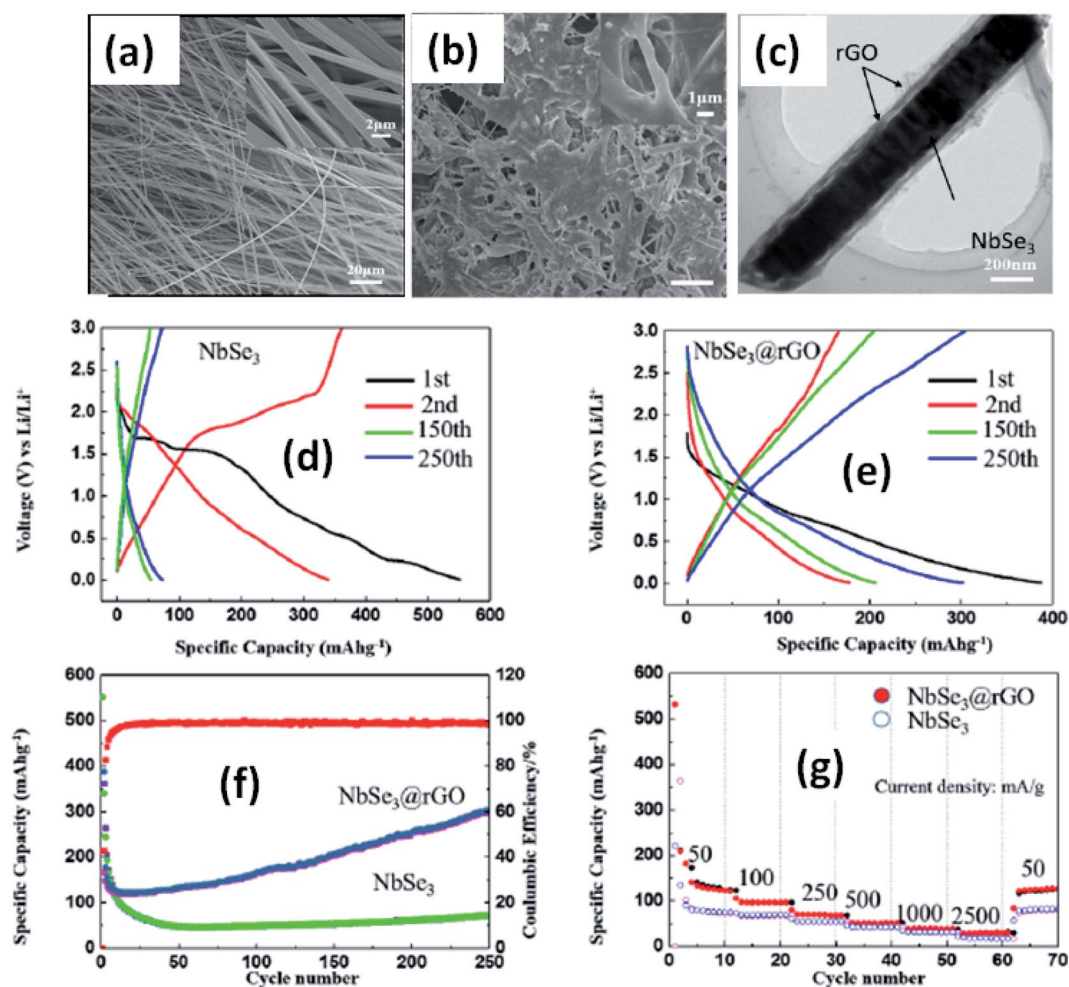 (a)
2μm
20μm
(b)
1μm
(c)
rGO
NbSe₃
200nm
3.0
2.5
2.0
1.5
1.0
0.5
0.0
Voltage (V) vs Li/Li⁺
NbSe₃
1st
2nd
150th
250th
(d)
0 100 200 300 400 500 600
Specific Capacity (mAhg⁻¹)
3.0
2.5
2.0
1.5
1.0
0.5
0.0
Voltage (V) vs Li/Li⁺
NbSe₃@rGO
1st
2nd
150th
250th
(e)
0 100 200 300 400
Specific Capacity (mAhg⁻¹)
600
500
400
300
200
100
0
Specific Capacity (mAhg⁻¹)
(f)
NbSe₃@rGO
NbSe₃
120
100
80
60
40
20
0
Coulumbic Efficiency/%
0 50 100 150 200 250
Cycle number
600
500
400
300
200
100
0
Specific Capacity (mAhg⁻¹)
NbSe₃@rGO
NbSe₃
(g)
Current density: mA/g
50
100
250
500
1000
2500
50
0 10 20 30 40 50 60 70
Cycle number